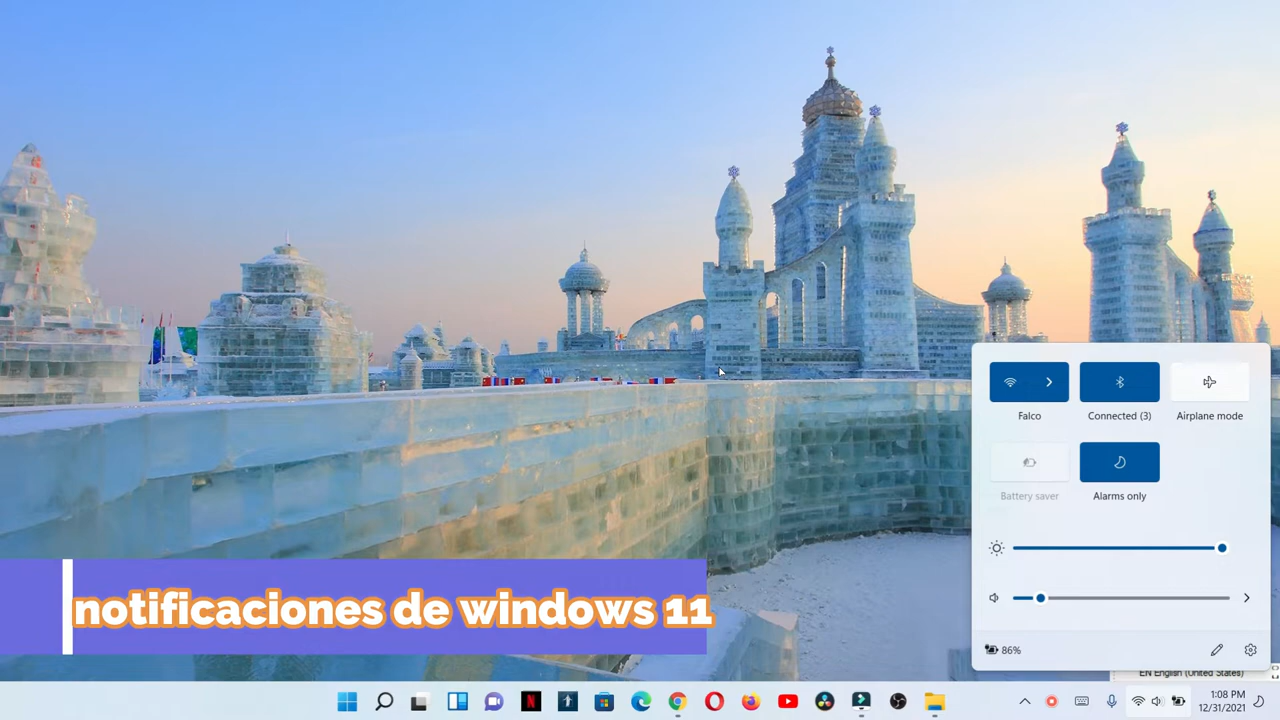 Falco
Connected (3)
Airplane mode
Battery saver
Alarms only
notificaciones de windows 11
86%
EN English (United States)
N
1:08 PM
12/31/2021